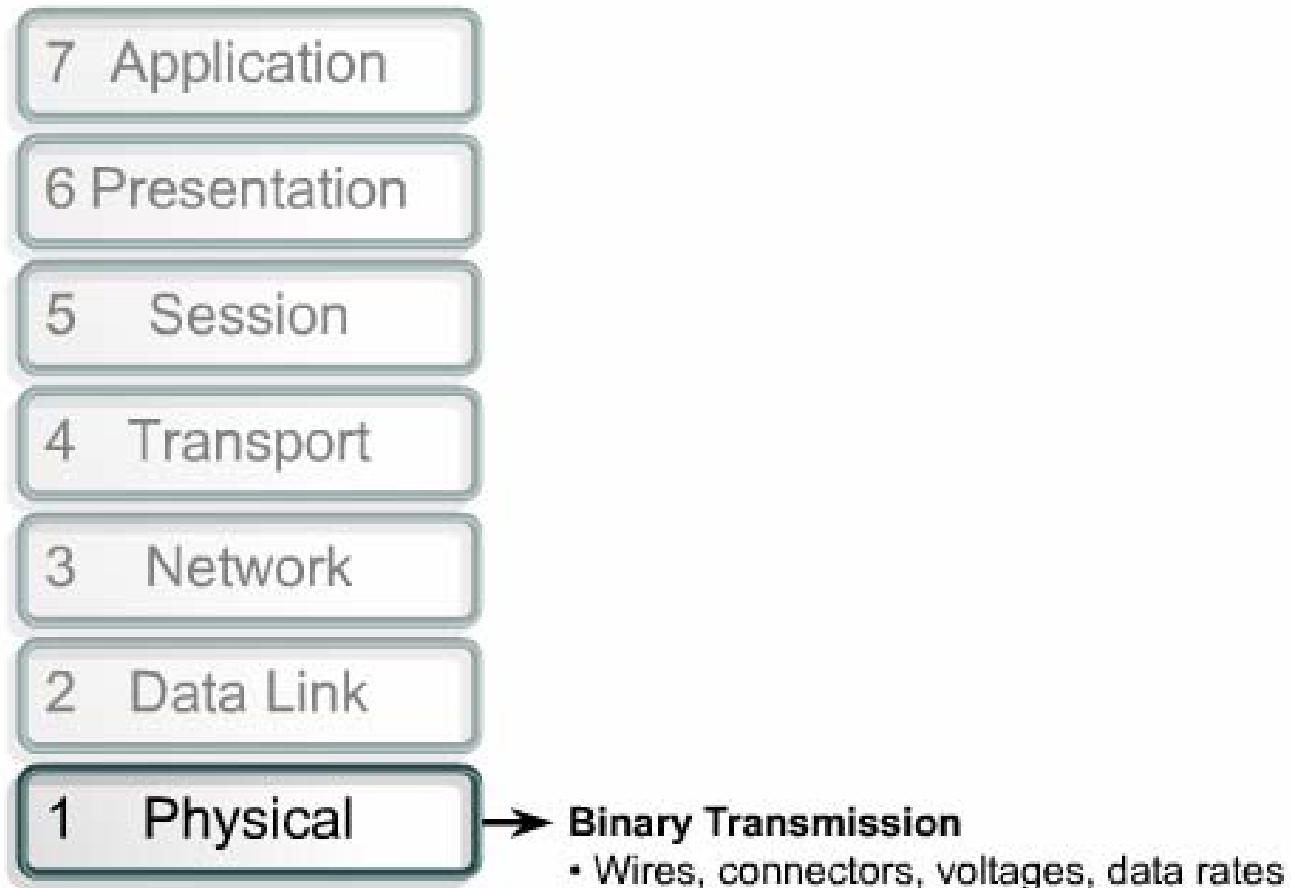 7 Application
6 Presentation
5 Session
4 Transport
3 Network
2 Data Link
1 Physical
Binary Transmission
• Wires, connectors, voltages, data rates